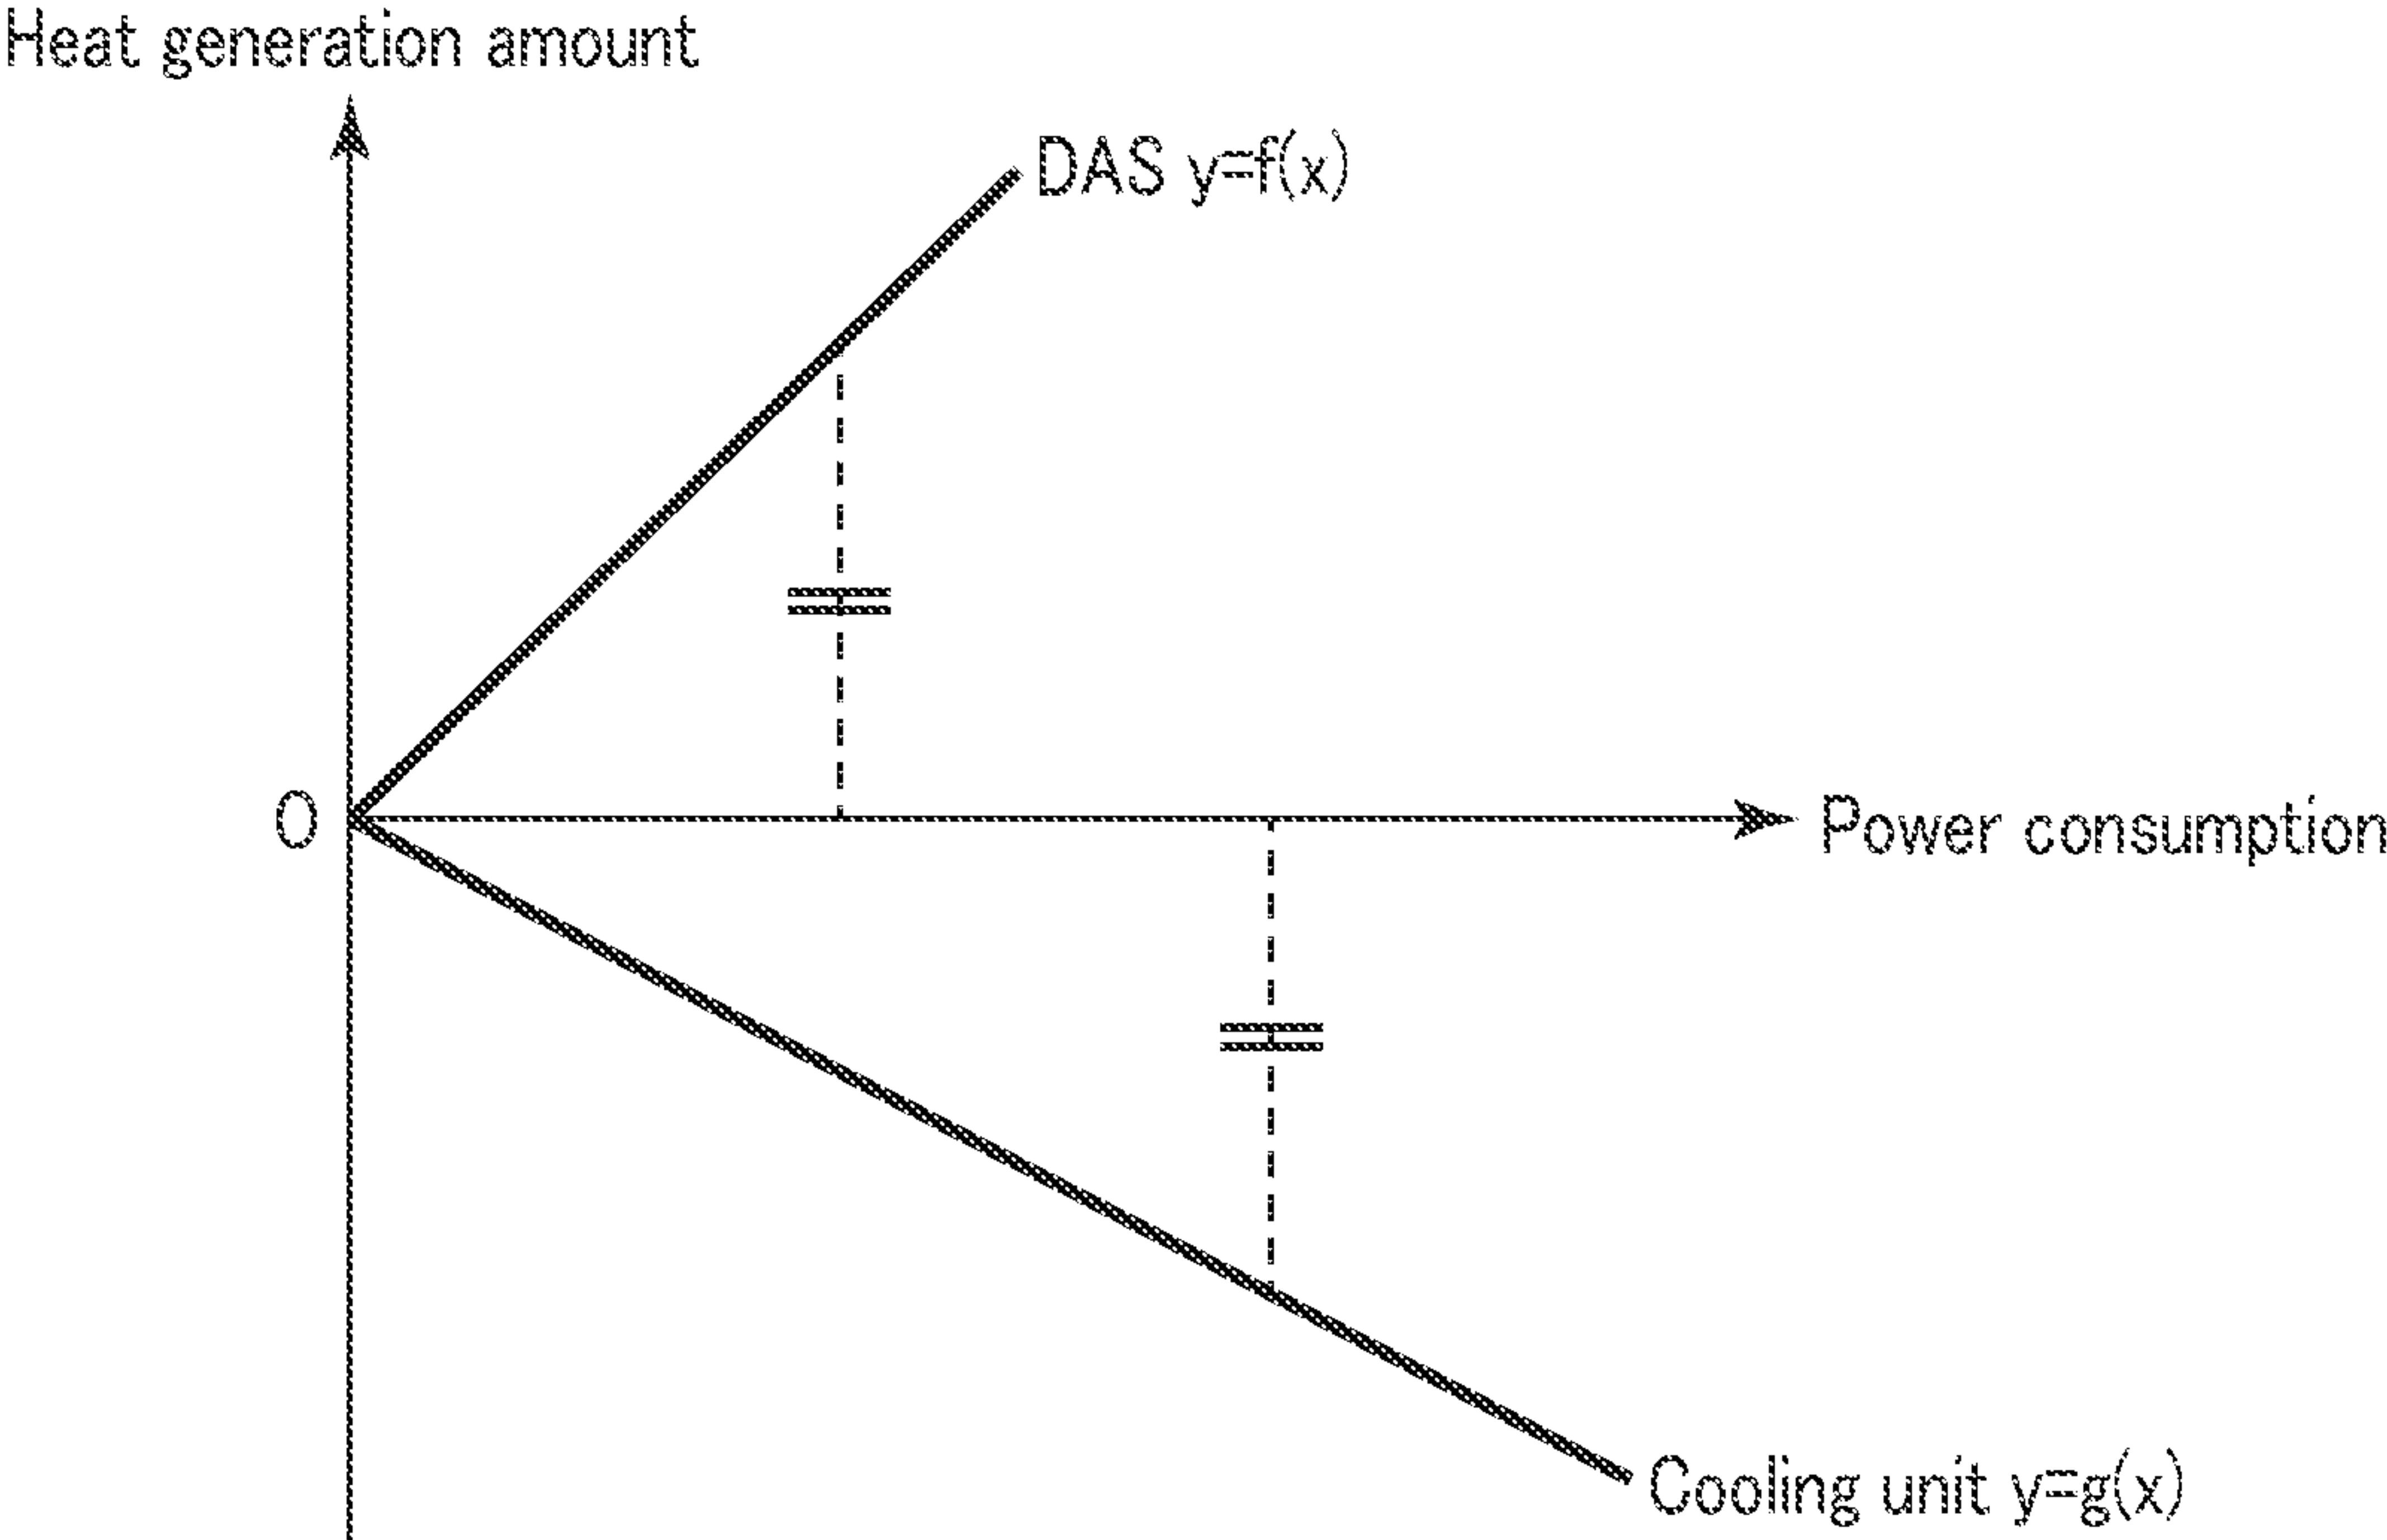 Heat generation amount
DAS y=f(x)
O
Power consumption
Cooling unit y=g(x)